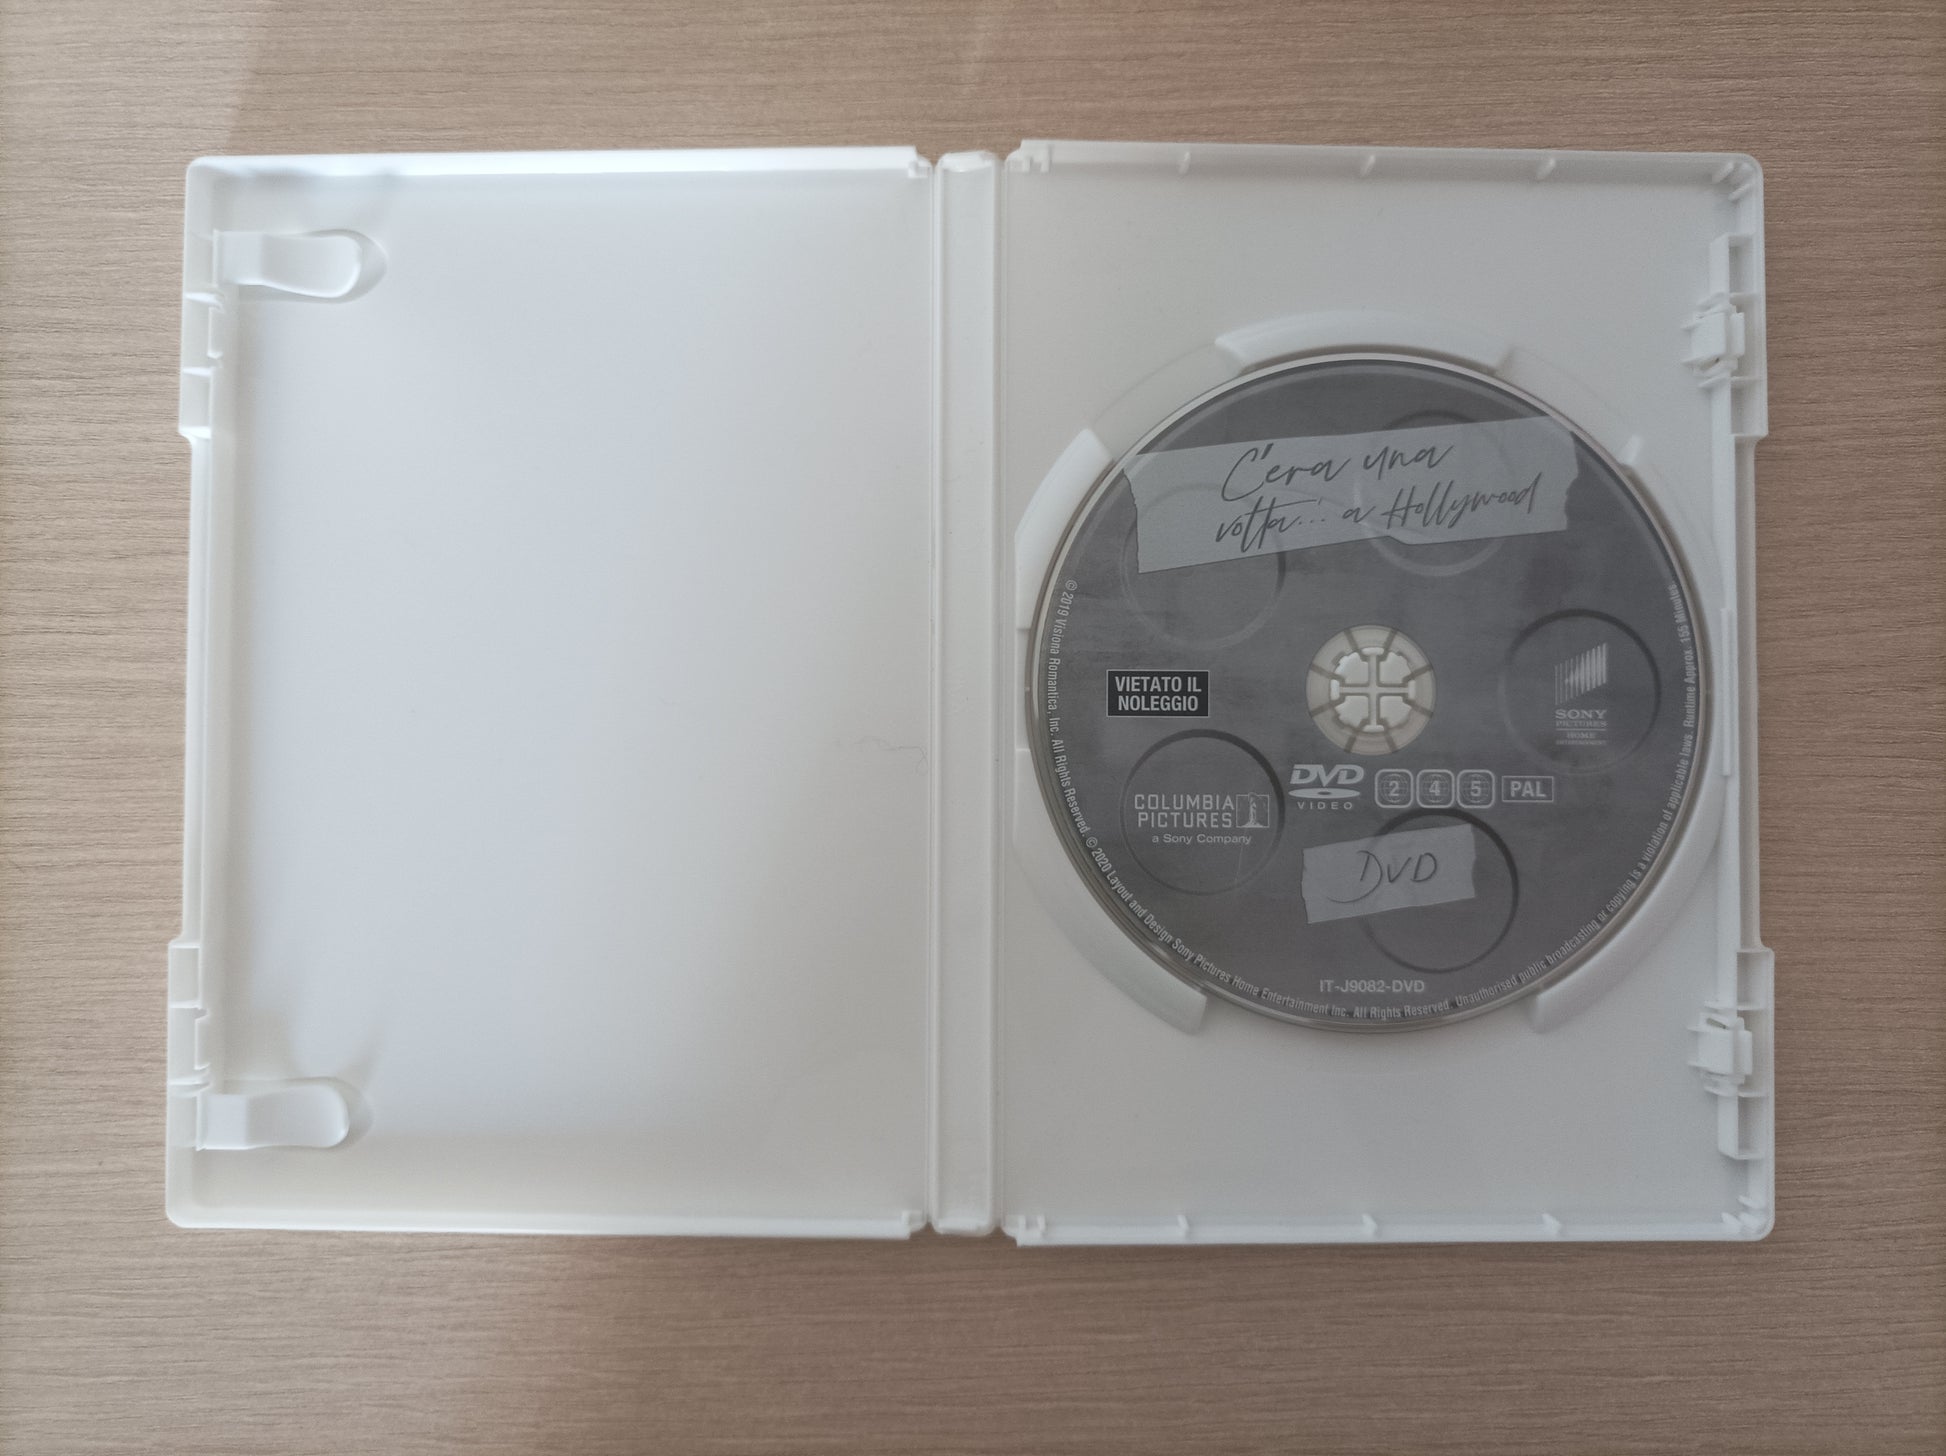 C'era una
volta... a Hollywood
VIETATO IL
NOLEGGIO
SONY
PICTURES
HOME
ENTERTAINMENT
COLUMBIA
PICTURES
a Sony Company
DVD
VIDEO
2 4 5 PAL
DVD
IT-J9082-DVD
© 2019 Visiona Romantica, Inc. All Rights Reserved. © 2020 Layout and Design Sony Pictures Home Entertainment Inc. All Rights Reserved. Unauthorised public broadcasting or copying is a violation of applicable laws. Runtime Approx. 155 Minutes.